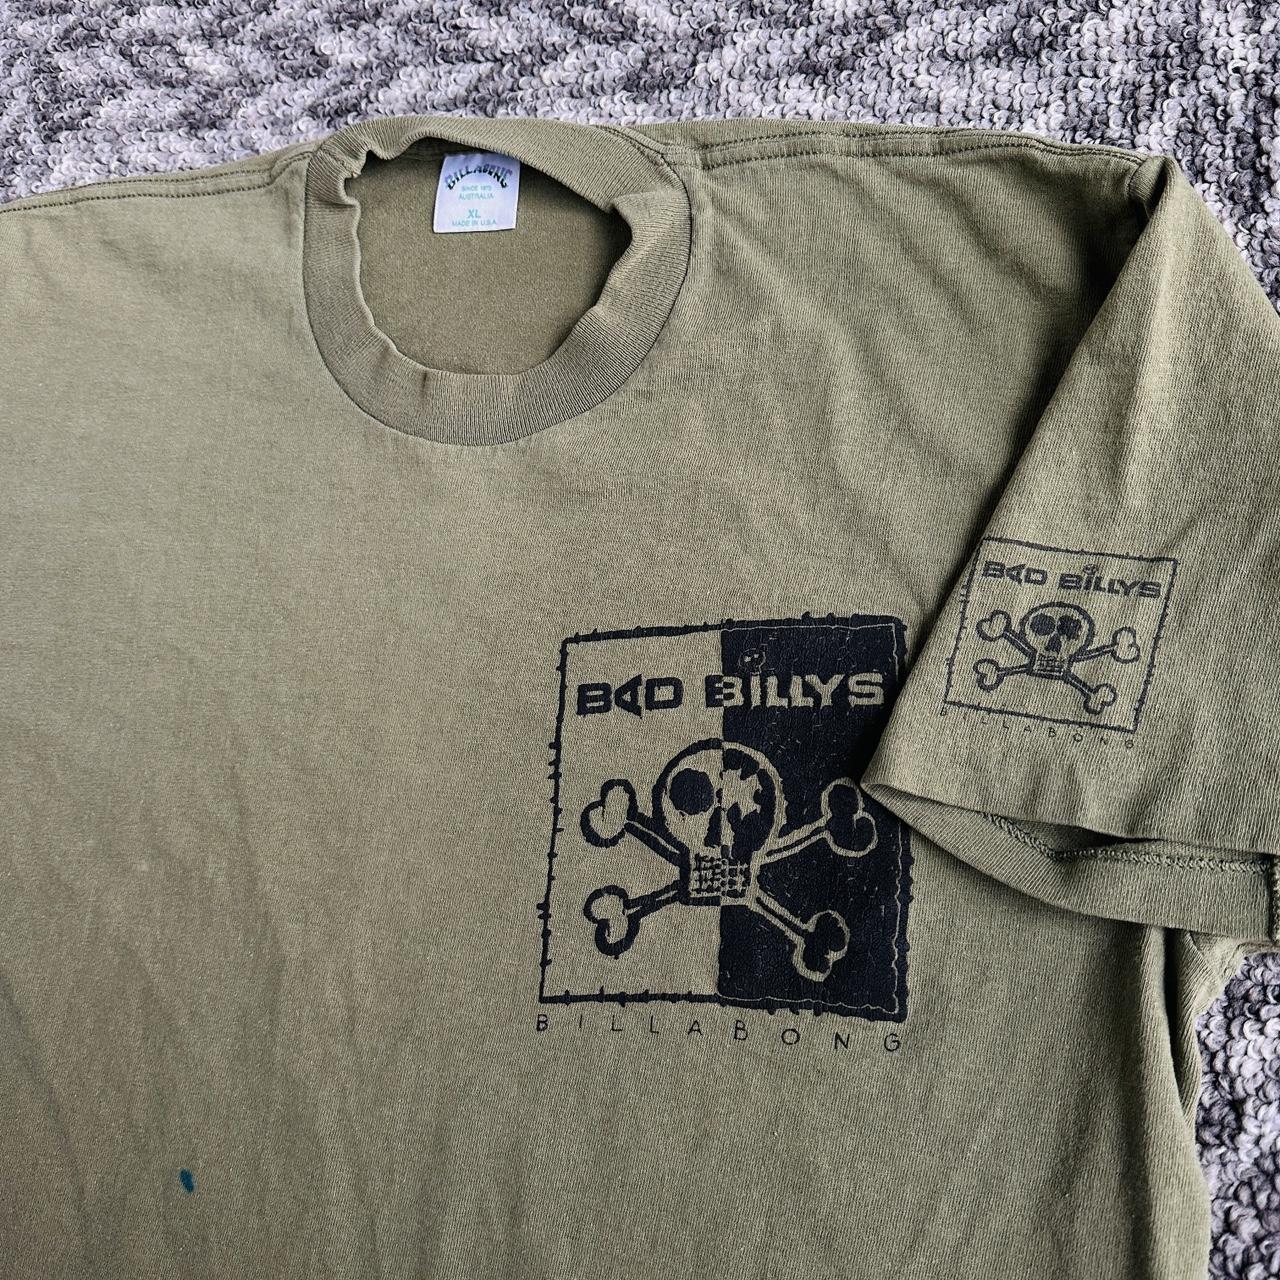 BILLABONG
SINCE 1973
AUSTRALIA
XL
MADE IN U.S.A.
BAD BILLYS
BILLABONG
BAD BILLYS
BILLABONG